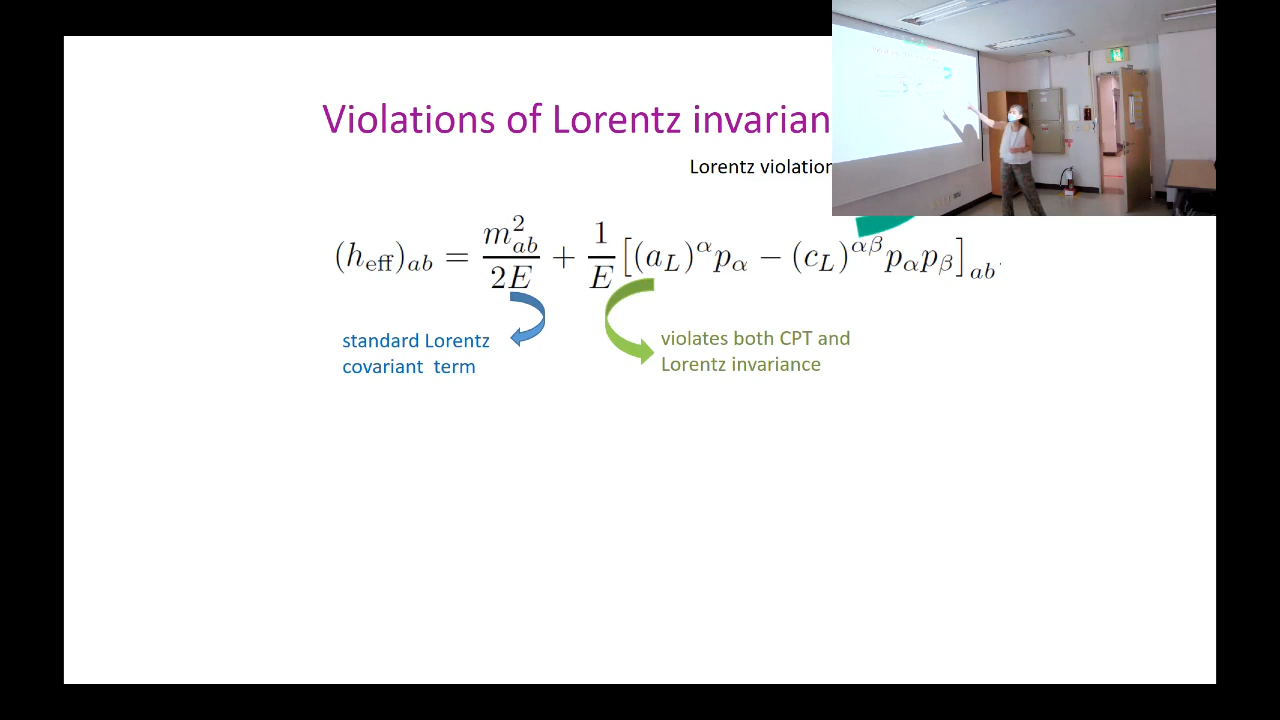 Violations of Lorentz invarian
Lorentz violation
(h_eff)_ab = m²_ab / 2E + 1/E [(a_L)^α p_α − (c_L)^αβ p_α p_β]_ab
standard Lorentz
covariant term
violates both CPT and
Lorentz invariance